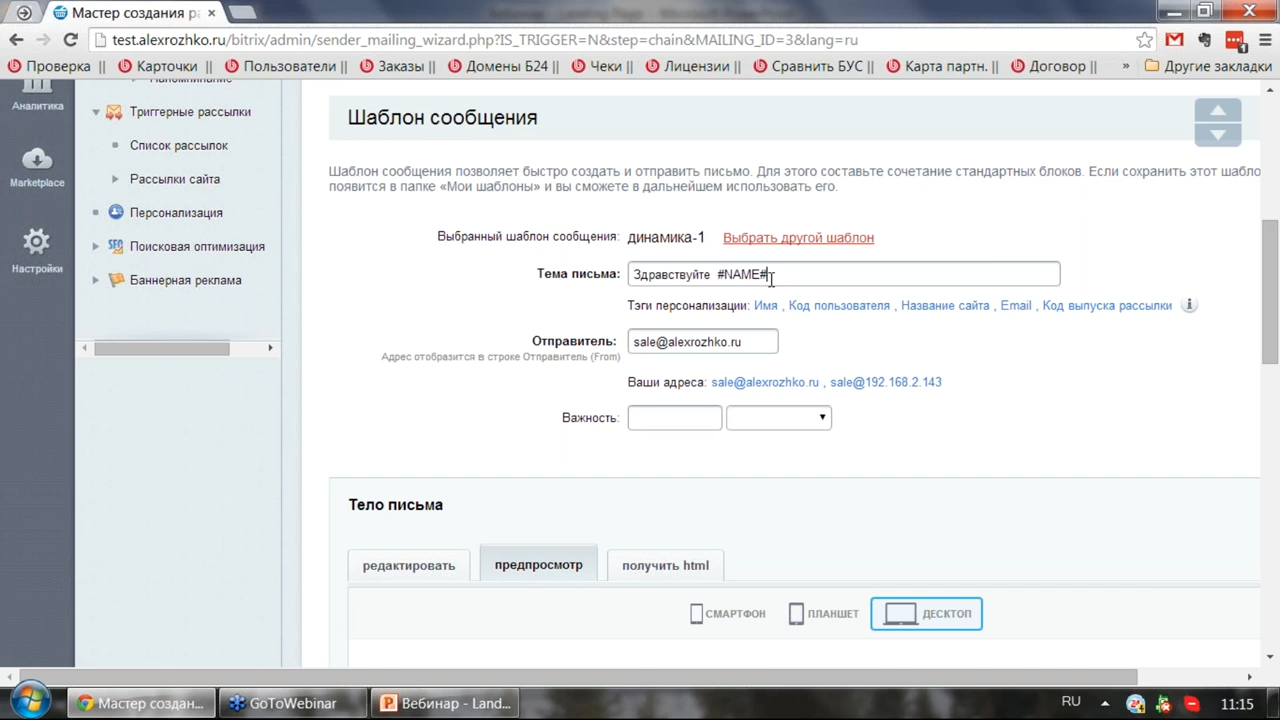 Мастер создания ра
test.alexrozhko.ru/bitrix/admin/sender_mailing_wizard.php?IS_TRIGGER=N&step=chain&MAILING_ID=3&lang=ru
Проверка || Карточки || Пользователи || Заказы || Домены Б24 || Чеки || Лицензии || Сравнить БУС || Карта партн. || Договор || » Другие закладки
Аналитика
Marketplace
Настройки
Триггерные рассылки
Список рассылок
Рассылки сайта
Персонализация
Поисковая оптимизация
Баннерная реклама
Шаблон сообщения
Шаблон сообщения позволяет быстро создать и отправить письмо. Для этого составьте сочетание стандартных блоков. Если сохранить этот шабло
появится в папке «Мои шаблоны» и вы сможете в дальнейшем использовать его.
Выбранный шаблон сообщения: динамика-1 Выбрать другой шаблон
Тема письма: Здравствуйте #NAME#
Тэги персонализации: Имя , Код пользователя , Название сайта , Email , Код выпуска рассылки
Отправитель: sale@alexrozhko.ru
Адрес отобразится в строке Отправитель (From)
Ваши адреса: sale@alexrozhko.ru , sale@192.168.2.143
Важность:
Тело письма
редактировать предпросмотр получить html
СМАРТФОН ПЛАНШЕТ ДЕСКТОП
Мастер создан... GoToWebinar Вебинар - Land... RU 11:15